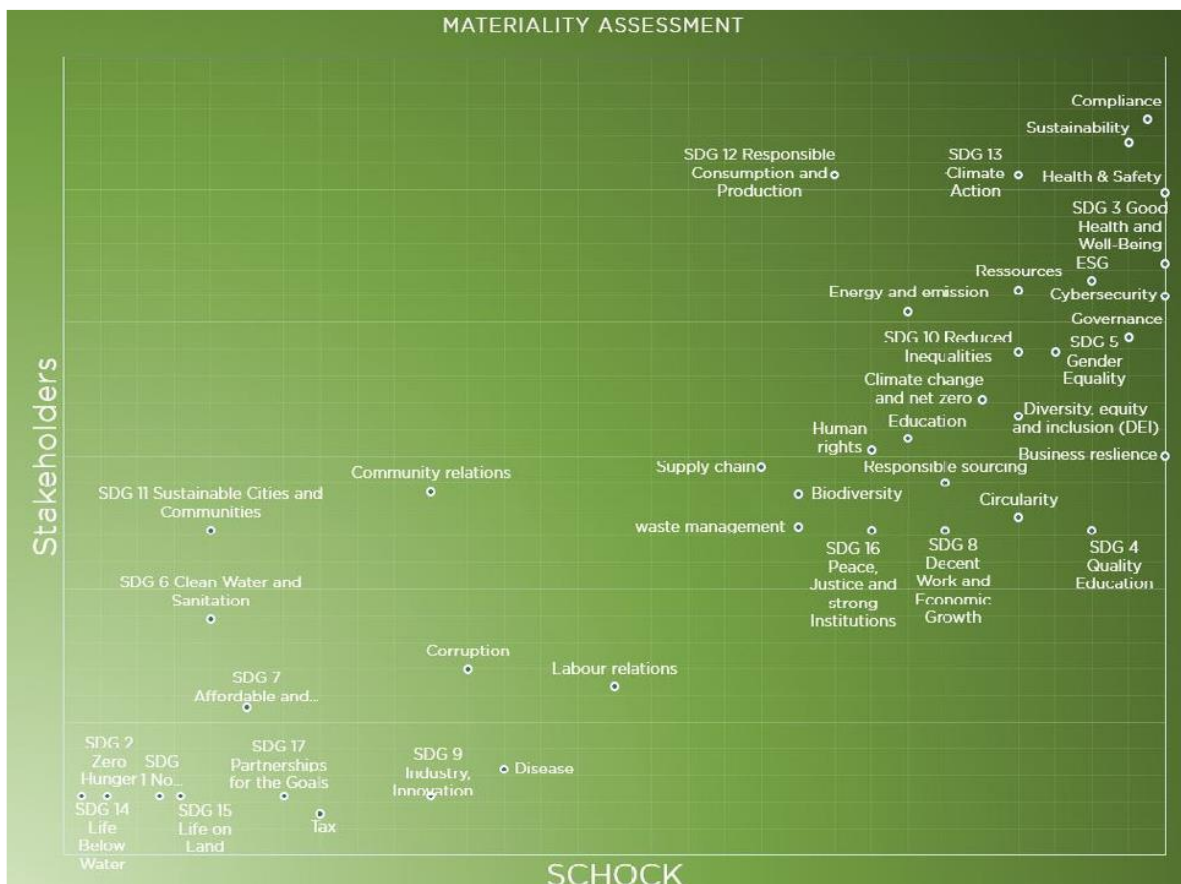 MATERIALITY ASSESSMENT
Compliance
Sustainability
SDG 12 Responsible
Consumption and
Production
SDG 13
Climate
Action
Health & Safety
SDG 3 Good
Health and
Well-Being
ESG
Ressources
Energy and emission
Cybersecurity
Governance
SDG 10 Reduced
Inequalities
SDG 5
Gender
Equality
Climate change
and net zero
Education
Diversity, equity
and inclusion (DEI)
Human
rights
Business reslience
Supply chain
Responsible sourcing
Community relations
Biodiversity
Circularity
SDG 11 Sustainable Cities and
Communities
waste management
SDG 16
Peace,
Justice and
strong
Institutions
SDG 8
Decent
Work and
Economic
Growth
SDG 4
Quality
Education
SDG 6 Clean Water and
Sanitation
Corruption
Labour relations
SDG 7
Affordable and...
SDG 2
Zero
Hunger
SDG
1 No...
SDG 17
Partnerships
for the Goals
SDG 9
Industry,
Innovation
Disease
SDG 14
Life
Below
Water
SDG 15
Life on
Land
Tax
Stakeholders
SCHOCK